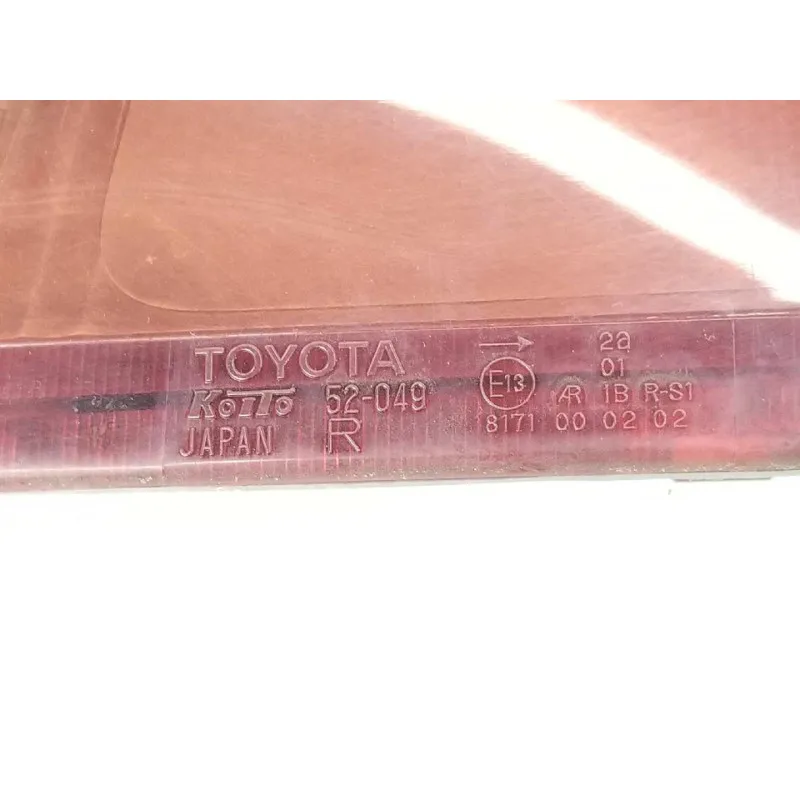 TOYOTA
KOITO 52-049
JAPAN R
→ 2a
E13 01
AR 1B R-S1
8171 00 02 02